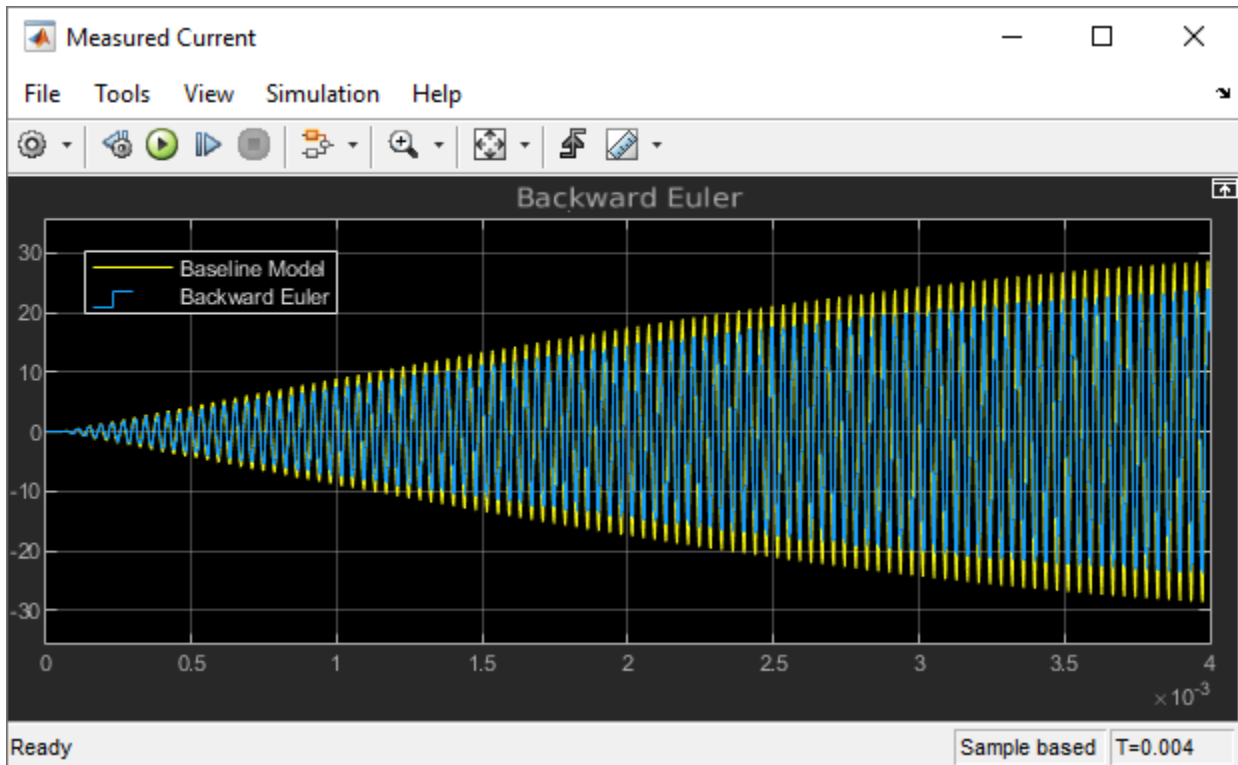 Measured Current
File Tools View Simulation Help
Backward Euler
Baseline Model
Backward Euler
30
20
10
0
-10
-20
-30
0 0.5 1 1.5 2 2.5 3 3.5 4
×10-3
Ready Sample based T=0.004